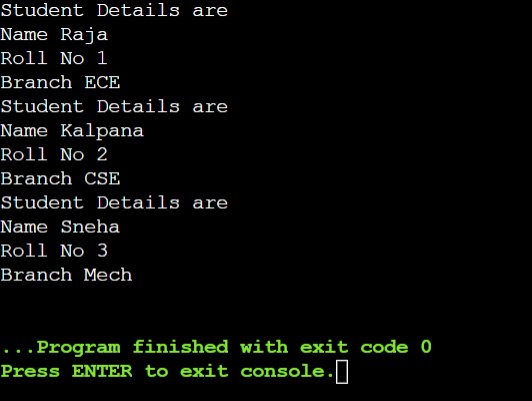 Student Details are
Name Raja
Roll No 1
Branch ECE
Student Details are
Name Kalpana
Roll No 2
Branch CSE
Student Details are
Name Sneha
Roll No 3
Branch Mech
...Program finished with exit code 0
Press ENTER to exit console.